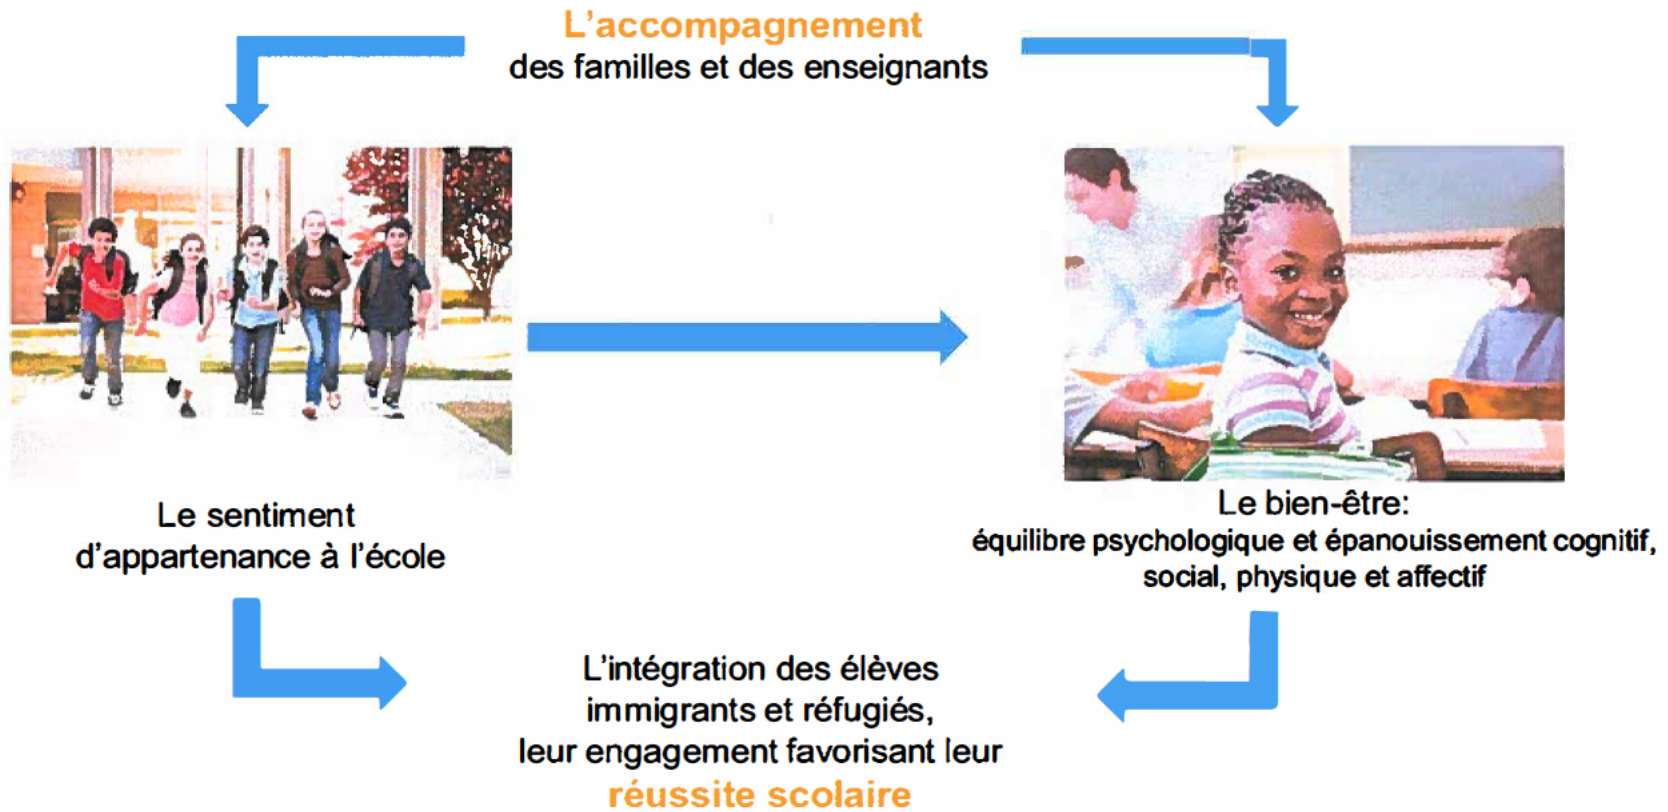 L'accompagnement
des familles et des enseignants
Le sentiment
d'appartenance à l'école
Le bien-être:
équilibre psychologique et épanouissement cognitif,
social, physique et affectif
L'intégration des élèves
immigrants et réfugiés,
leur engagement favorisant leur
réussite scolaire